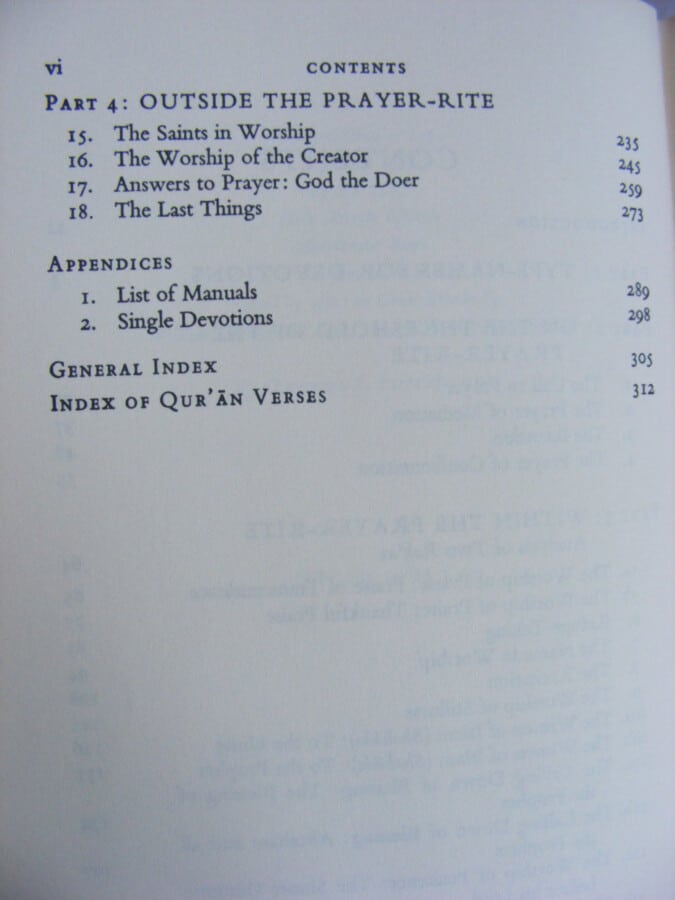 vi CONTENTS
PART 4: OUTSIDE THE PRAYER-RITE
15. The Saints in Worship 235
16. The Worship of the Creator 245
17. Answers to Prayer: God the Doer 259
18. The Last Things 273
APPENDICES
1. List of Manuals 289
2. Single Devotions 298
GENERAL INDEX 305
INDEX OF QUR’ĀN VERSES 312